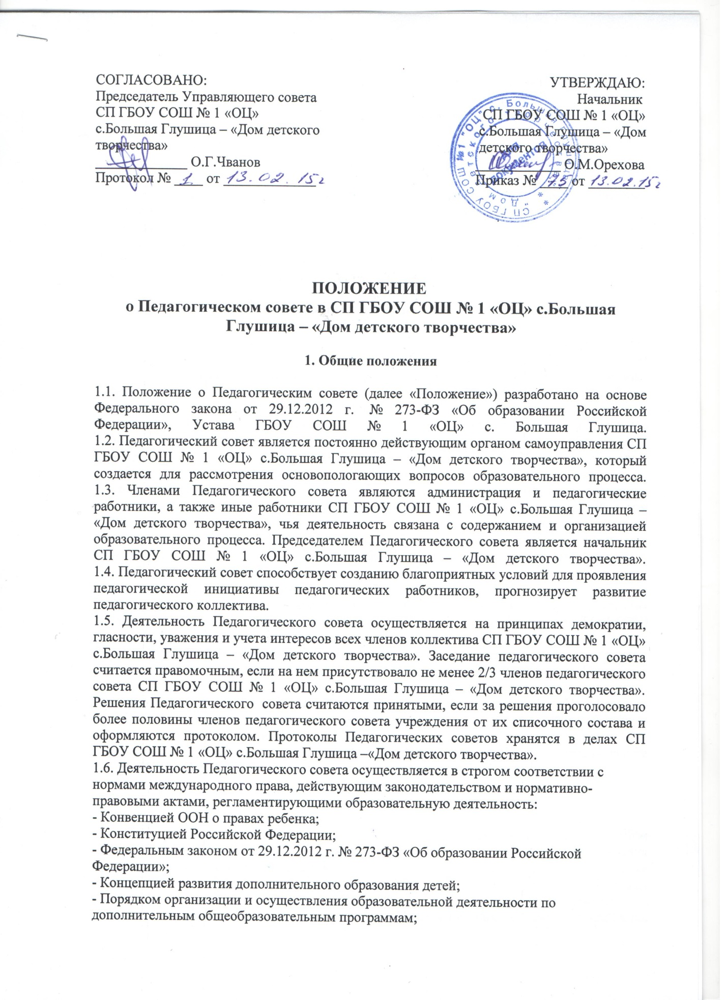 СОГЛАСОВАНО:
Председатель Управляющего совета
СП ГБОУ СОШ № 1 «ОЦ»
с.Большая Глушица – «Дом детского
творчества»
_______________ О.Г.Чванов
Протокол № 1 от 13.02.15г
УТВЕРЖДАЮ:
Начальник
СП ГБОУ СОШ № 1 «ОЦ»
с.Большая Глушица – «Дом
детского творчества»
____________ О.М.Орехова
Приказ № 75 от 13.02.15г
СП ГБОУ СОШ №1 "ОЦ" с. Большая Глушица
* "Дом детского творчества" *
для
документов
ПОЛОЖЕНИЕ
о Педагогическом совете в СП ГБОУ СОШ № 1 «ОЦ» с.Большая
Глушица – «Дом детского творчества»
1. Общие положения
1.1. Положение о Педагогическим совете (далее «Положение») разработано на основе
Федерального закона от 29.12.2012 г. № 273-ФЗ «Об образовании Российской
Федерации», Устава ГБОУ СОШ № 1 «ОЦ» с. Большая Глушица.
1.2. Педагогический совет является постоянно действующим органом самоуправления СП
ГБОУ СОШ № 1 «ОЦ» с.Большая Глушица – «Дом детского творчества», который
создается для рассмотрения основопологающих вопросов образовательного процесса.
1.3. Членами Педагогического совета являются администрация и педагогические
работники, а также иные работники СП ГБОУ СОШ № 1 «ОЦ» с.Большая Глушица –
«Дом детского творчества», чья деятельность связана с содержанием и организацией
образовательного процесса. Председателем Педагогического совета является начальник
СП ГБОУ СОШ № 1 «ОЦ» с.Большая Глушица – «Дом детского творчества».
1.4. Педагогический совет способствует созданию благоприятных условий для проявления
педагогической инициативы педагогических работников, прогнозирует развитие
педагогического коллектива.
1.5. Деятельность Педагогического совета осуществляется на принципах демократии,
гласности, уважения и учета интересов всех членов коллектива СП ГБОУ СОШ № 1 «ОЦ»
с.Большая Глушица – «Дом детского творчества». Заседание педагогического совета
считается правомочным, если на нем присутствовало не менее 2/3 членов педагогического
совета СП ГБОУ СОШ № 1 «ОЦ» с.Большая Глушица – «Дом детского творчества».
Решения Педагогического совета считаются принятыми, если за решения проголосовало
более половины членов педагогического совета учреждения от их списочного состава и
оформляются протоколом. Протоколы Педагогических советов хранятся в делах СП
ГБОУ СОШ № 1 «ОЦ» с.Большая Глушица –«Дом детского творчества».
1.6. Деятельность Педагогического совета осуществляется в строгом соответствии с
нормами международного права, действующим законодательством и нормативно-
правовыми актами, регламентирующими образовательную деятельность:
- Конвенцией ООН о правах ребенка;
- Конституцией Российской Федерации;
- Федеральным законом от 29.12.2012 г. № 273-ФЗ «Об образовании Российской
Федерации»;
- Концепцией развития дополнительного образования детей;
- Порядком организации и осуществления образовательной деятельности по
дополнительным общеобразовательным программам;